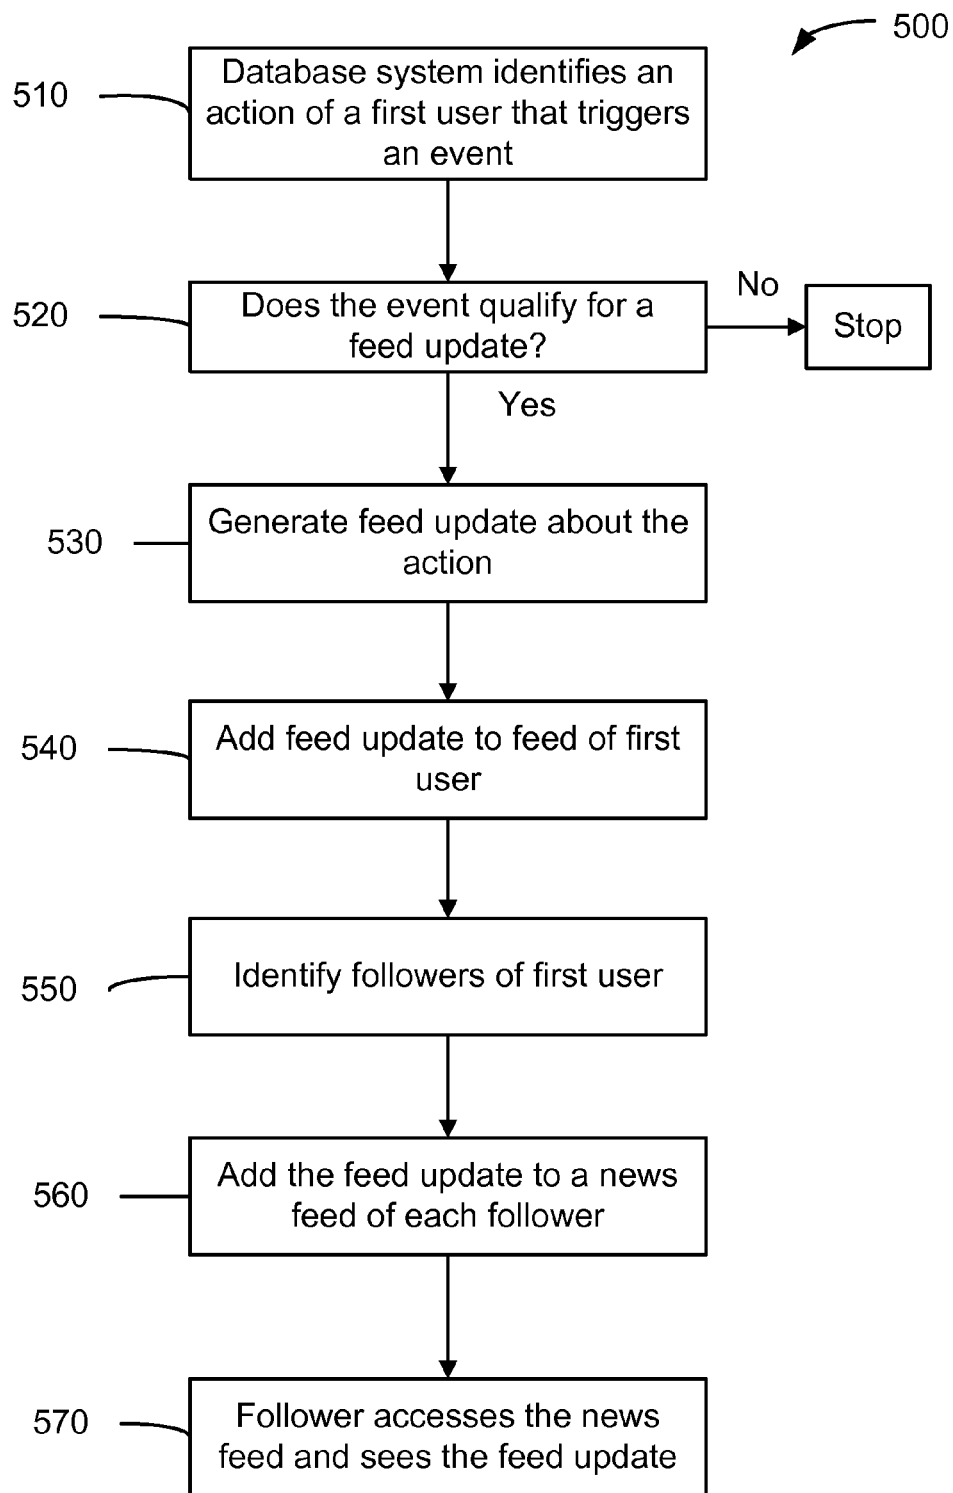 500
510
Database system identifies an
action of a first user that triggers
an event
520
Does the event qualify for a
feed update?
No
Stop
Yes
530
Generate feed update about the
action
540
Add feed update to feed of first
user
550
Identify followers of first user
560
Add the feed update to a news
feed of each follower
570
Follower accesses the news
feed and sees the feed update